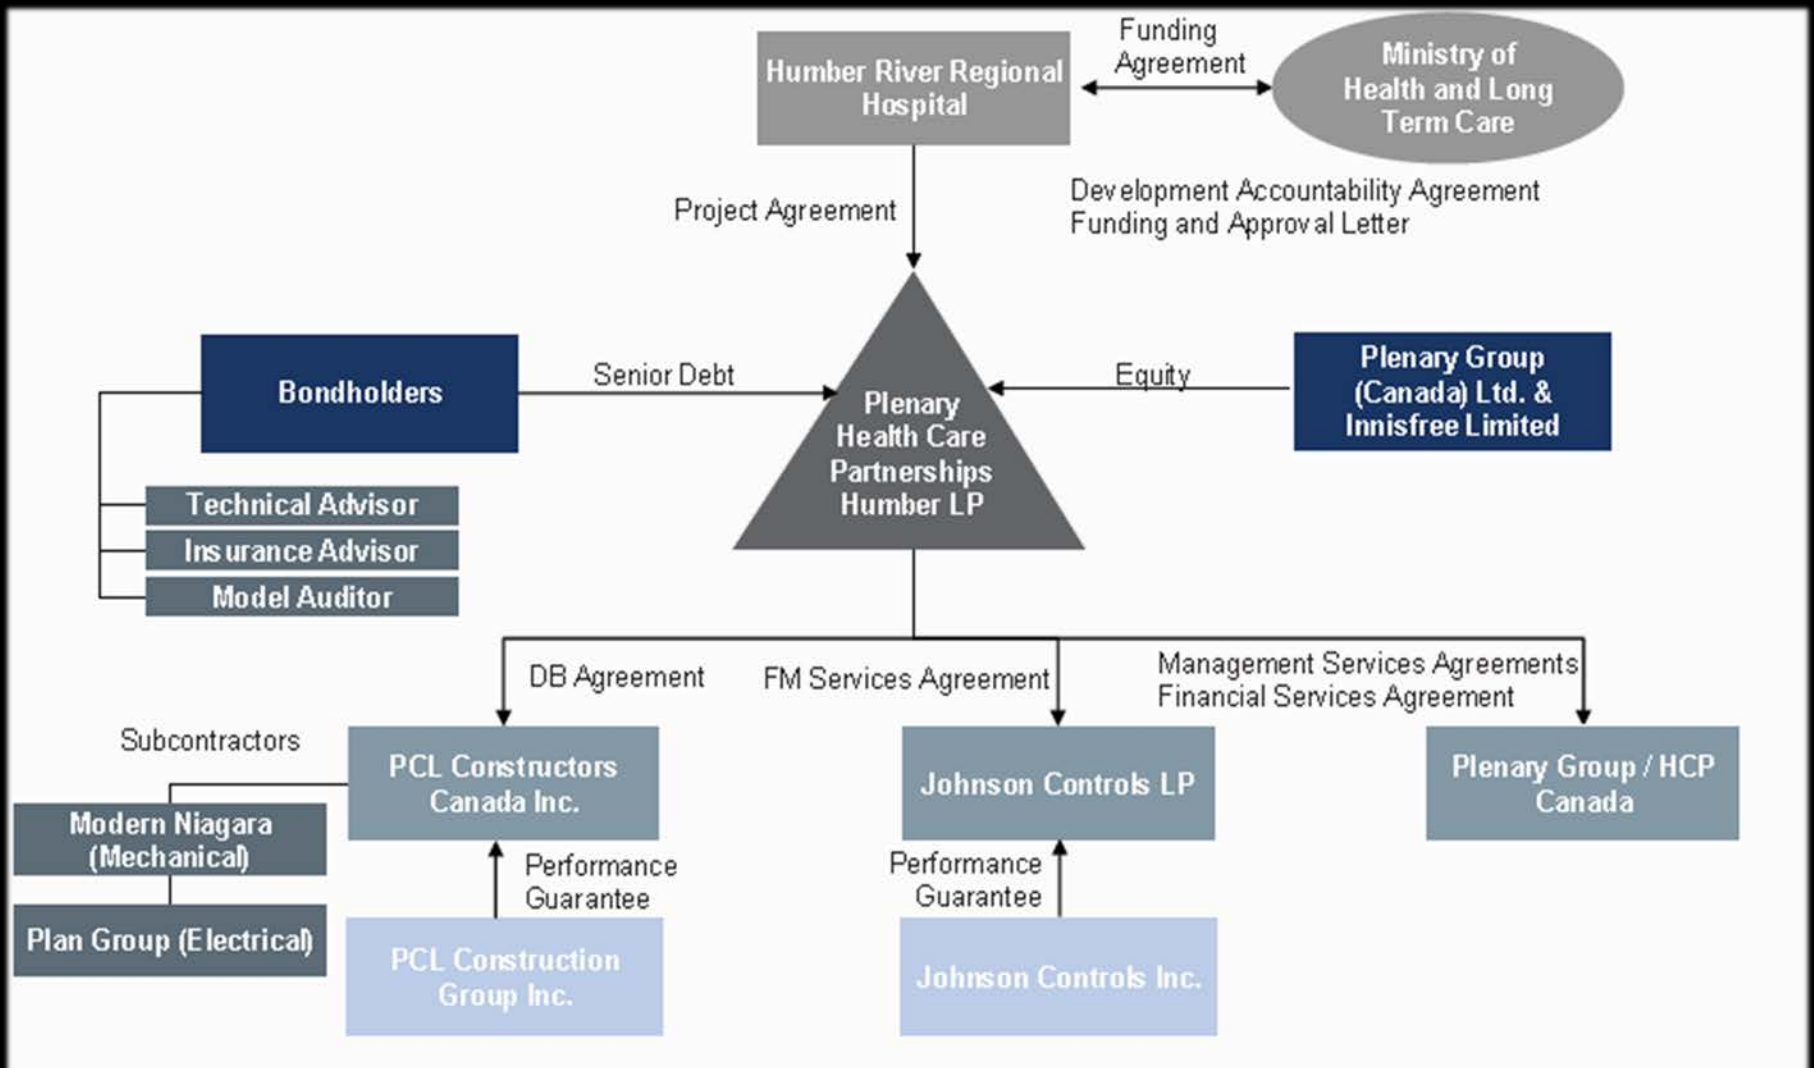 Humber River Regional
Hospital
Funding
Agreement
Ministry of
Health and Long
Term Care
Project Agreement
Development Accountability Agreement
Funding and Approval Letter
Bondholders
Senior Debt
Plenary
Health Care
Partnerships
Humber LP
Equity
Plenary Group
(Canada) Ltd. &
Innisfree Limited
Technical Advisor
Insurance Advisor
Model Auditor
DB Agreement
FM Services Agreement
Management Services Agreements
Financial Services Agreement
Subcontractors
PCL Constructors
Canada Inc.
Johnson Controls LP
Plenary Group / HCP
Canada
Modern Niagara
(Mechanical)
Plan Group (Electrical)
Performance
Guarantee
Performance
Guarantee
PCL Construction
Group Inc.
Johnson Controls Inc.